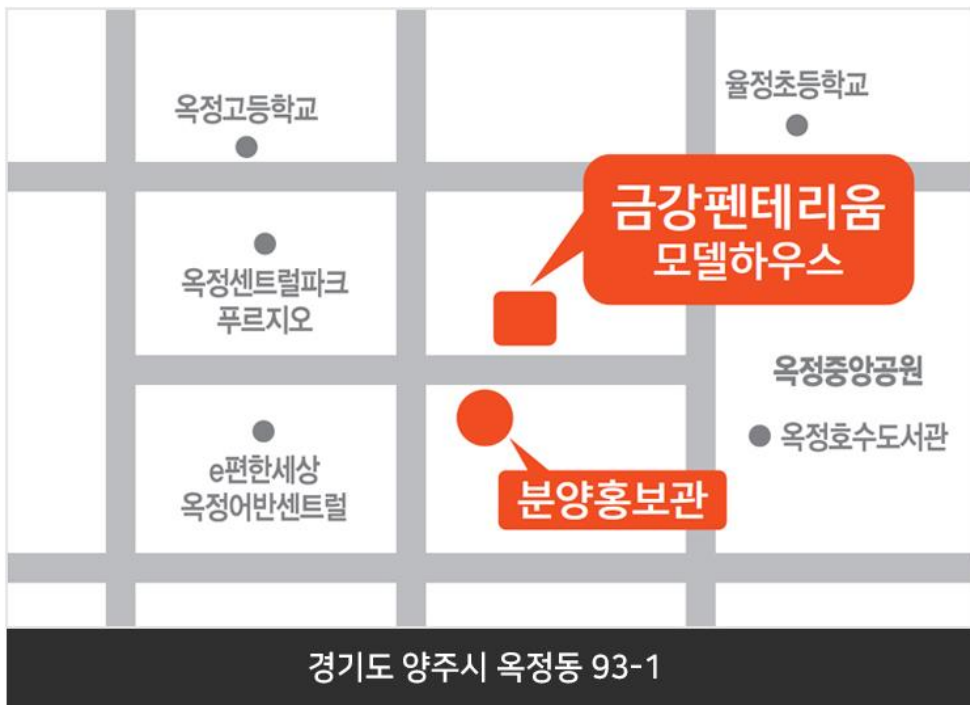 옥정고등학교
율정초등학교
금강펜테리움
모델하우스
옥정센트럴파크
푸르지오
옥정중앙공원
옥정호수도서관
e편한세상
옥정어반센트럴
분양홍보관
경기도 양주시 옥정동 93-1